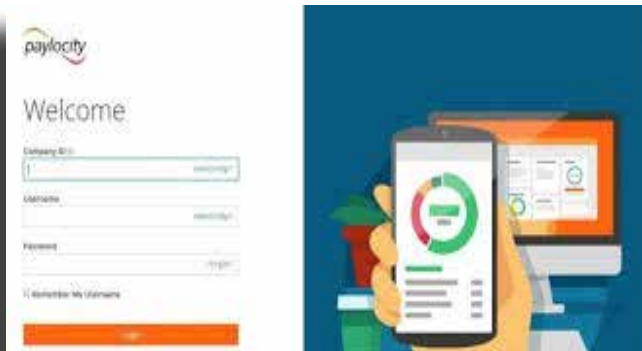 paylocity
Welcome
Company ID
Username
Password
Remember My Username
Login